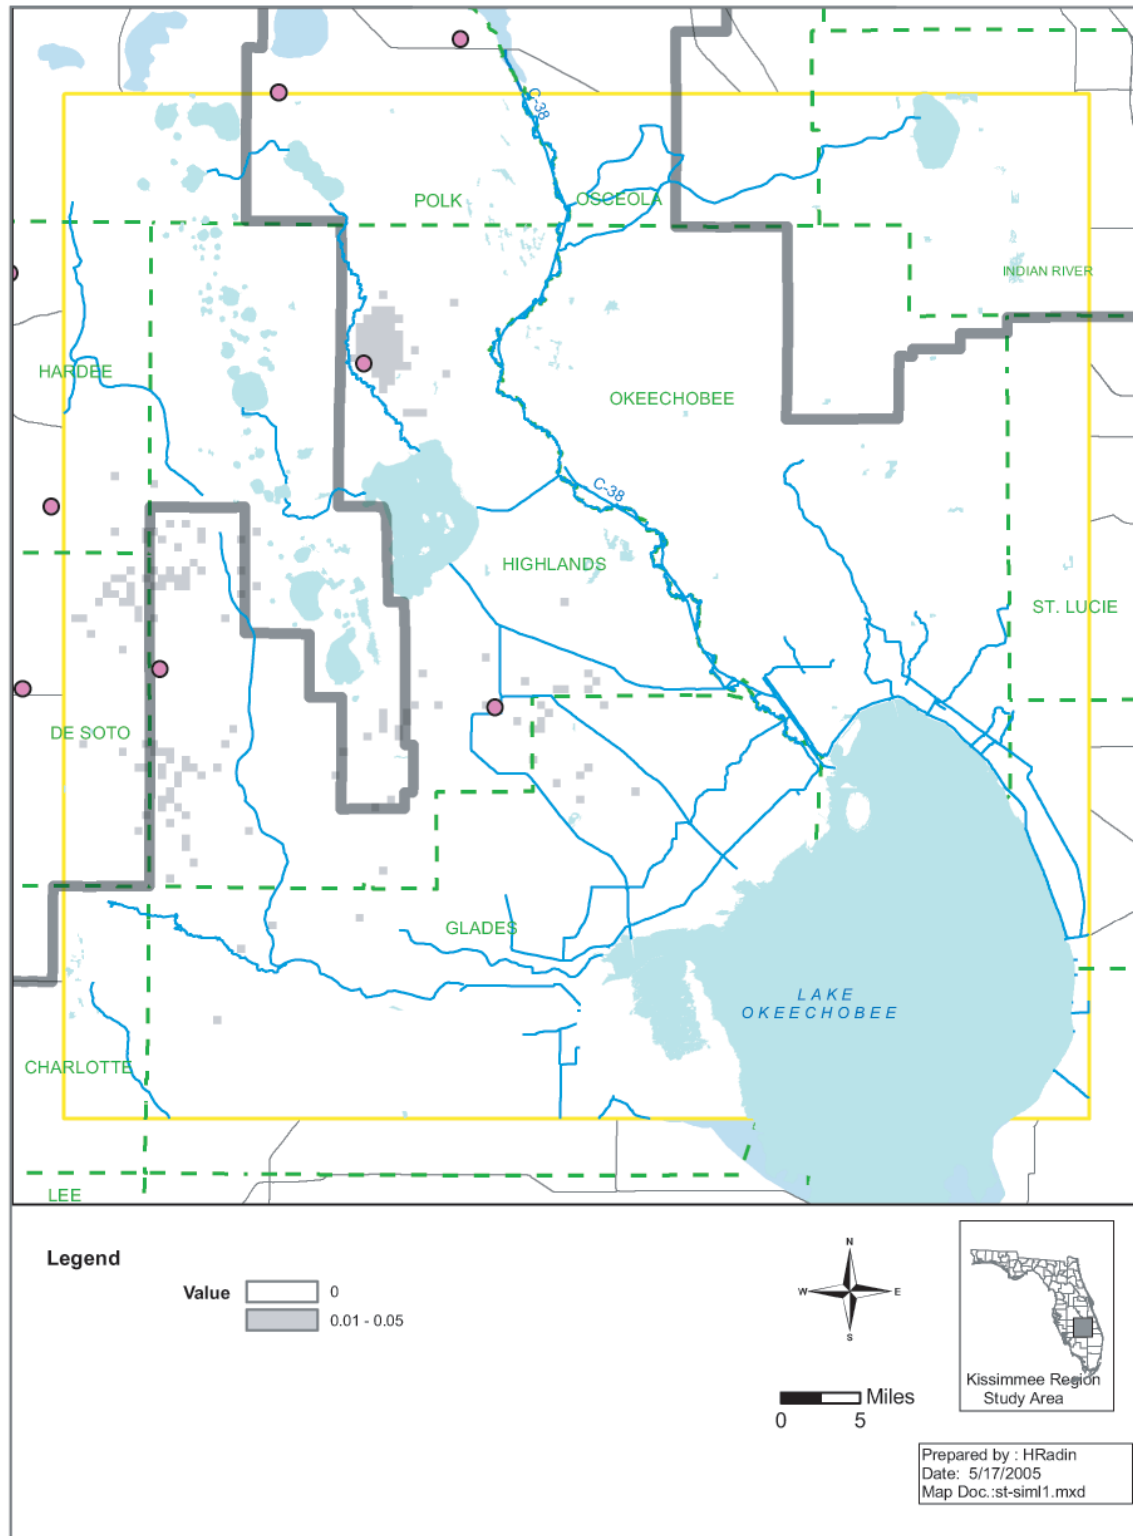 C-38
POLK
OSCEOLA
INDIAN RIVER
HARDEE
OKEECHOBEE
C-38
HIGHLANDS
ST. LUCIE
DE SOTO
GLADES
LAKE
OKEECHOBEE
CHARLOTTE
LEE
Legend
Value
0
0.01 - 0.05
N
W
E
S
Miles
0
5
Kissimmee Region
Study Area
Prepared by : HRadin
Date: 5/17/2005
Map Doc.:st-siml1.mxd